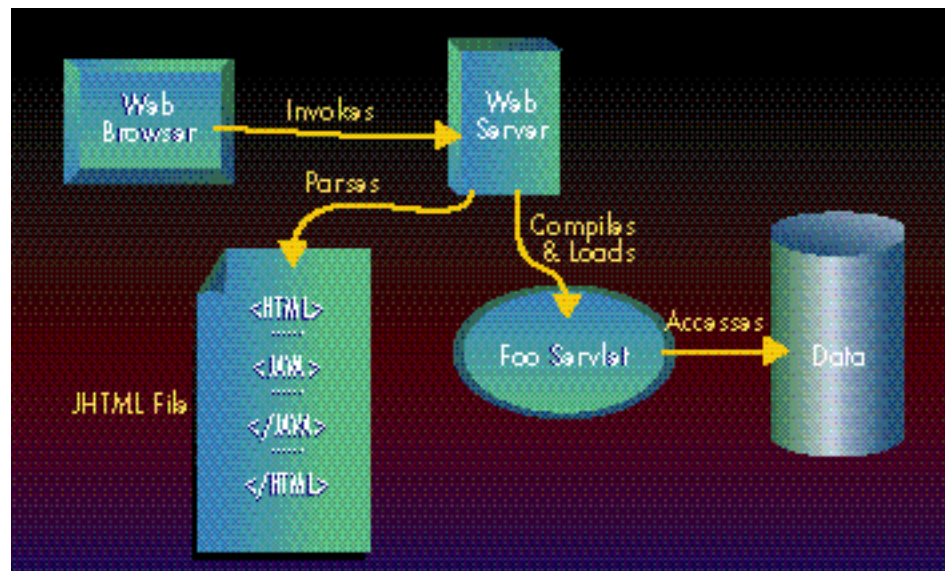 Web
Browser
Invokes
Web
Server
Parses
Compiles
& Loads
<HTML>
......
<JAVA>
......
</JAVA>
......
</HTML>
JHTML File
Foo Servlet
Accesses
Data